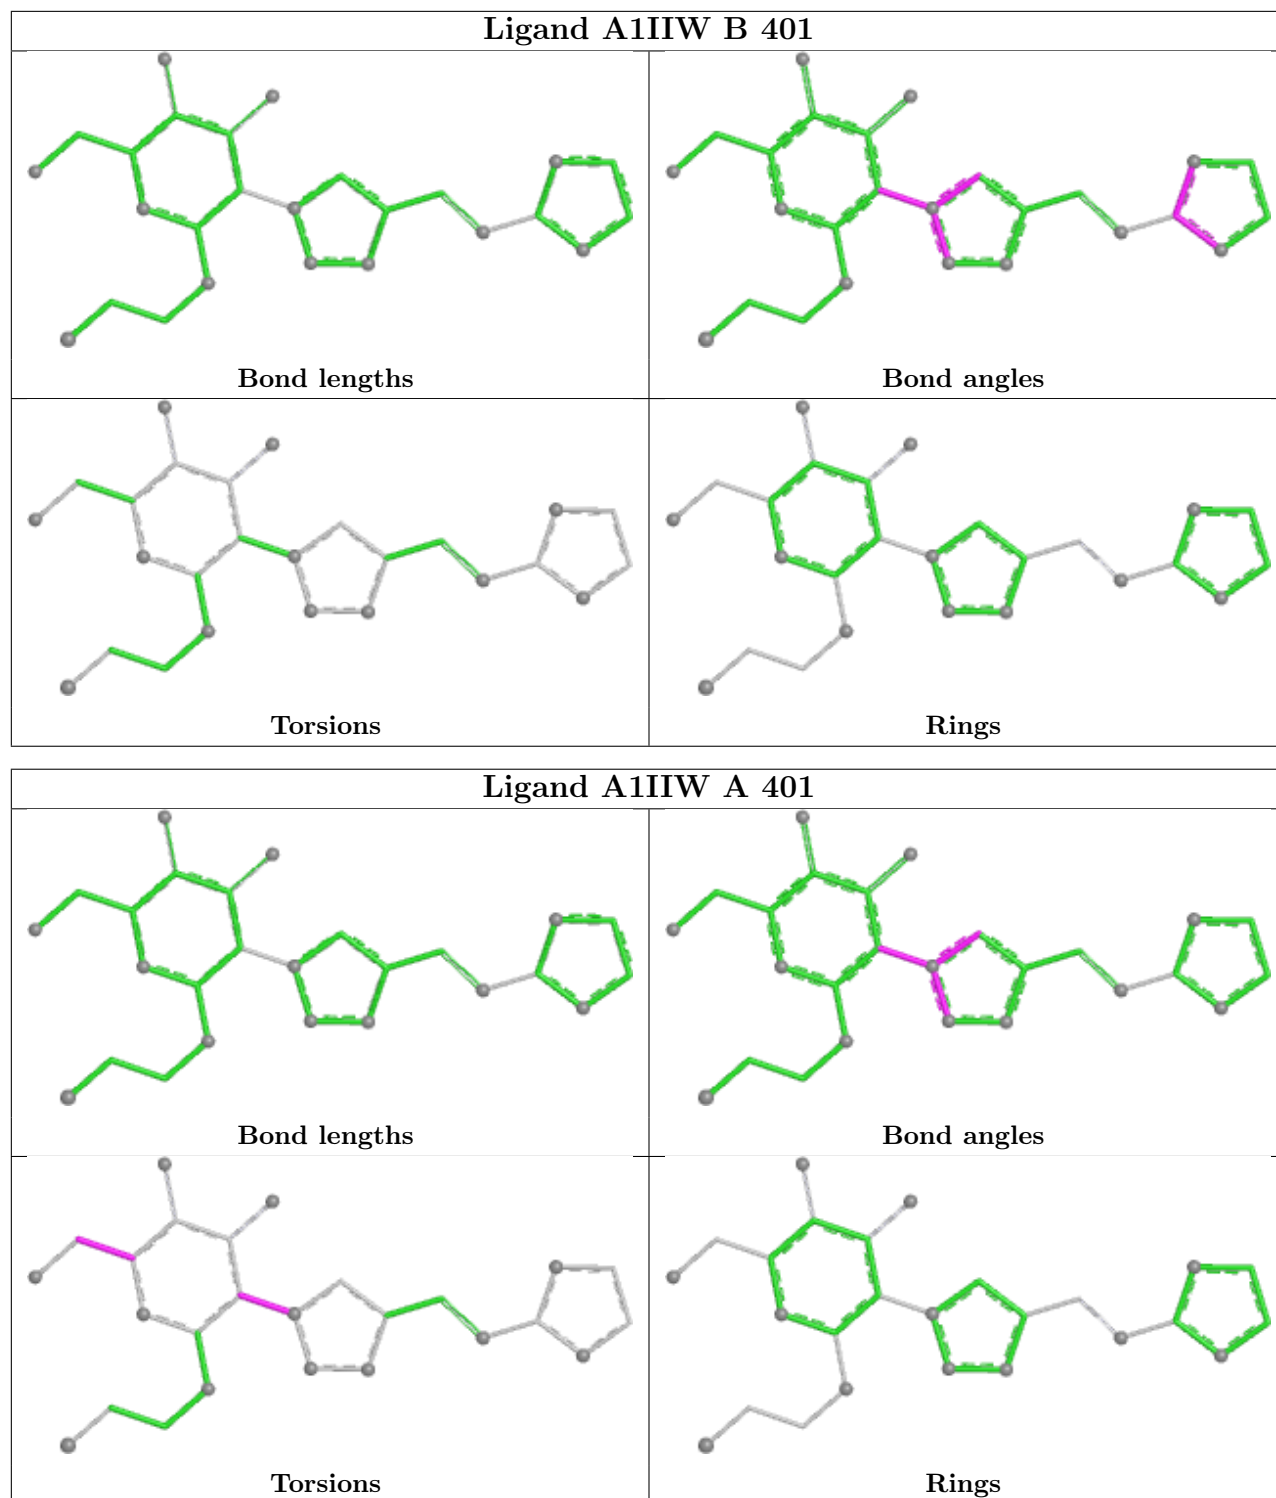 Ligand A1IIW B 401
Bond lengths
Bond angles
Torsions
Rings
Ligand A1IIW A 401
Bond lengths
Bond angles
Torsions
Rings